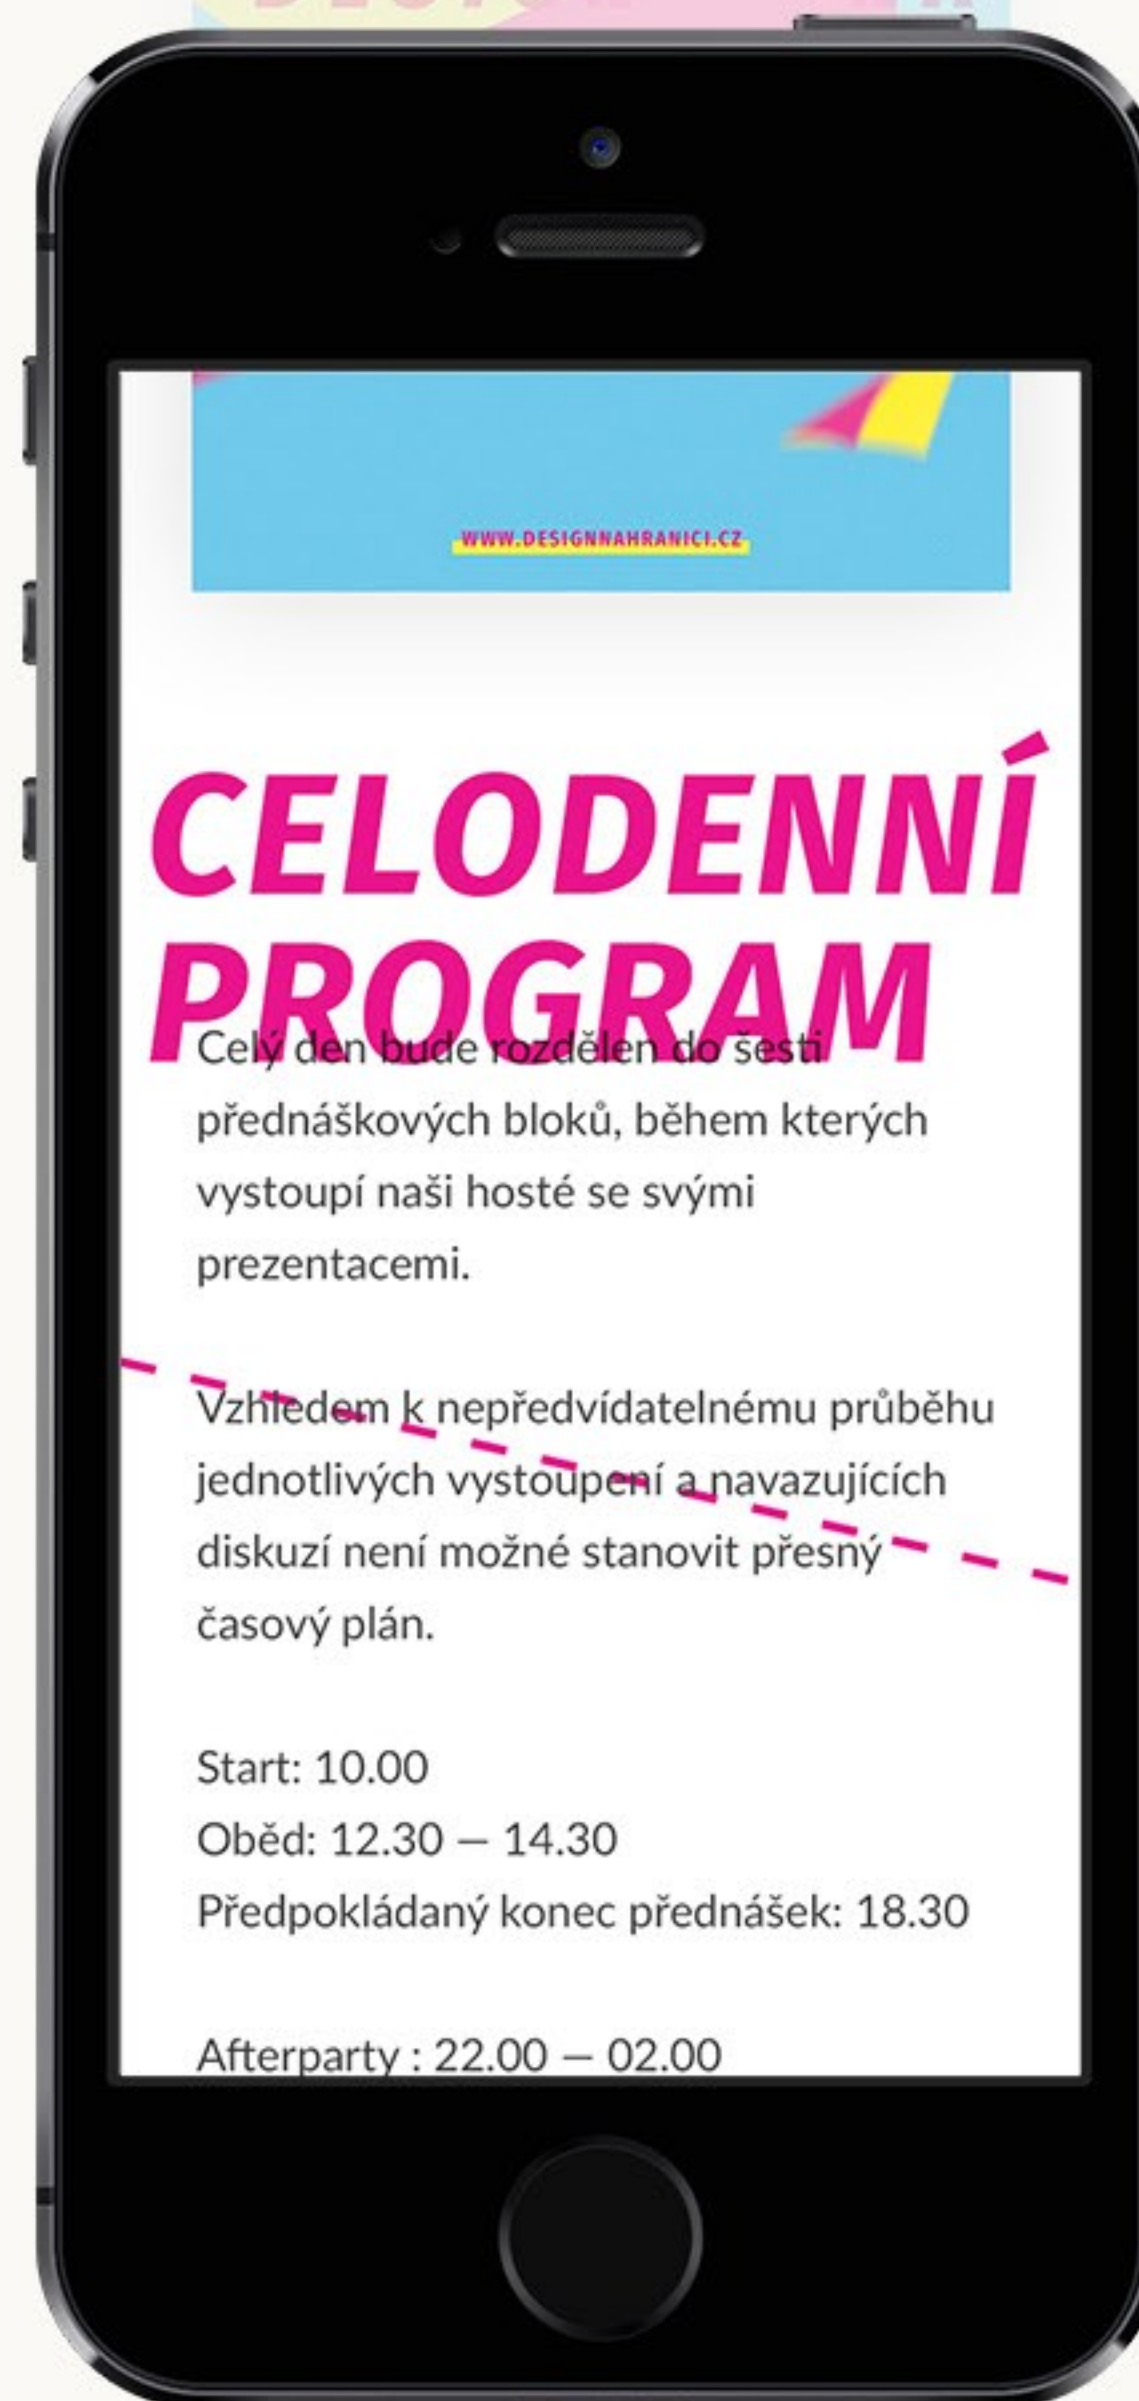 WWW.DESIGNNAHRANICI.CZ
CELODENNÍ
PROGRAM
Celý den bude rozdělen do šesti
přednáškových bloků, během kterých
vystoupí naši hosté se svými
prezentacemi.
Vzhledem k nepředvídatelnému průběhu
jednotlivých vystoupení a navazujících
diskuzí není možné stanovit přesný
časový plán.
Start: 10.00
Oběd: 12.30 — 14.30
Předpokládaný konec přednášek: 18.30
Afterparty : 22.00 — 02.00